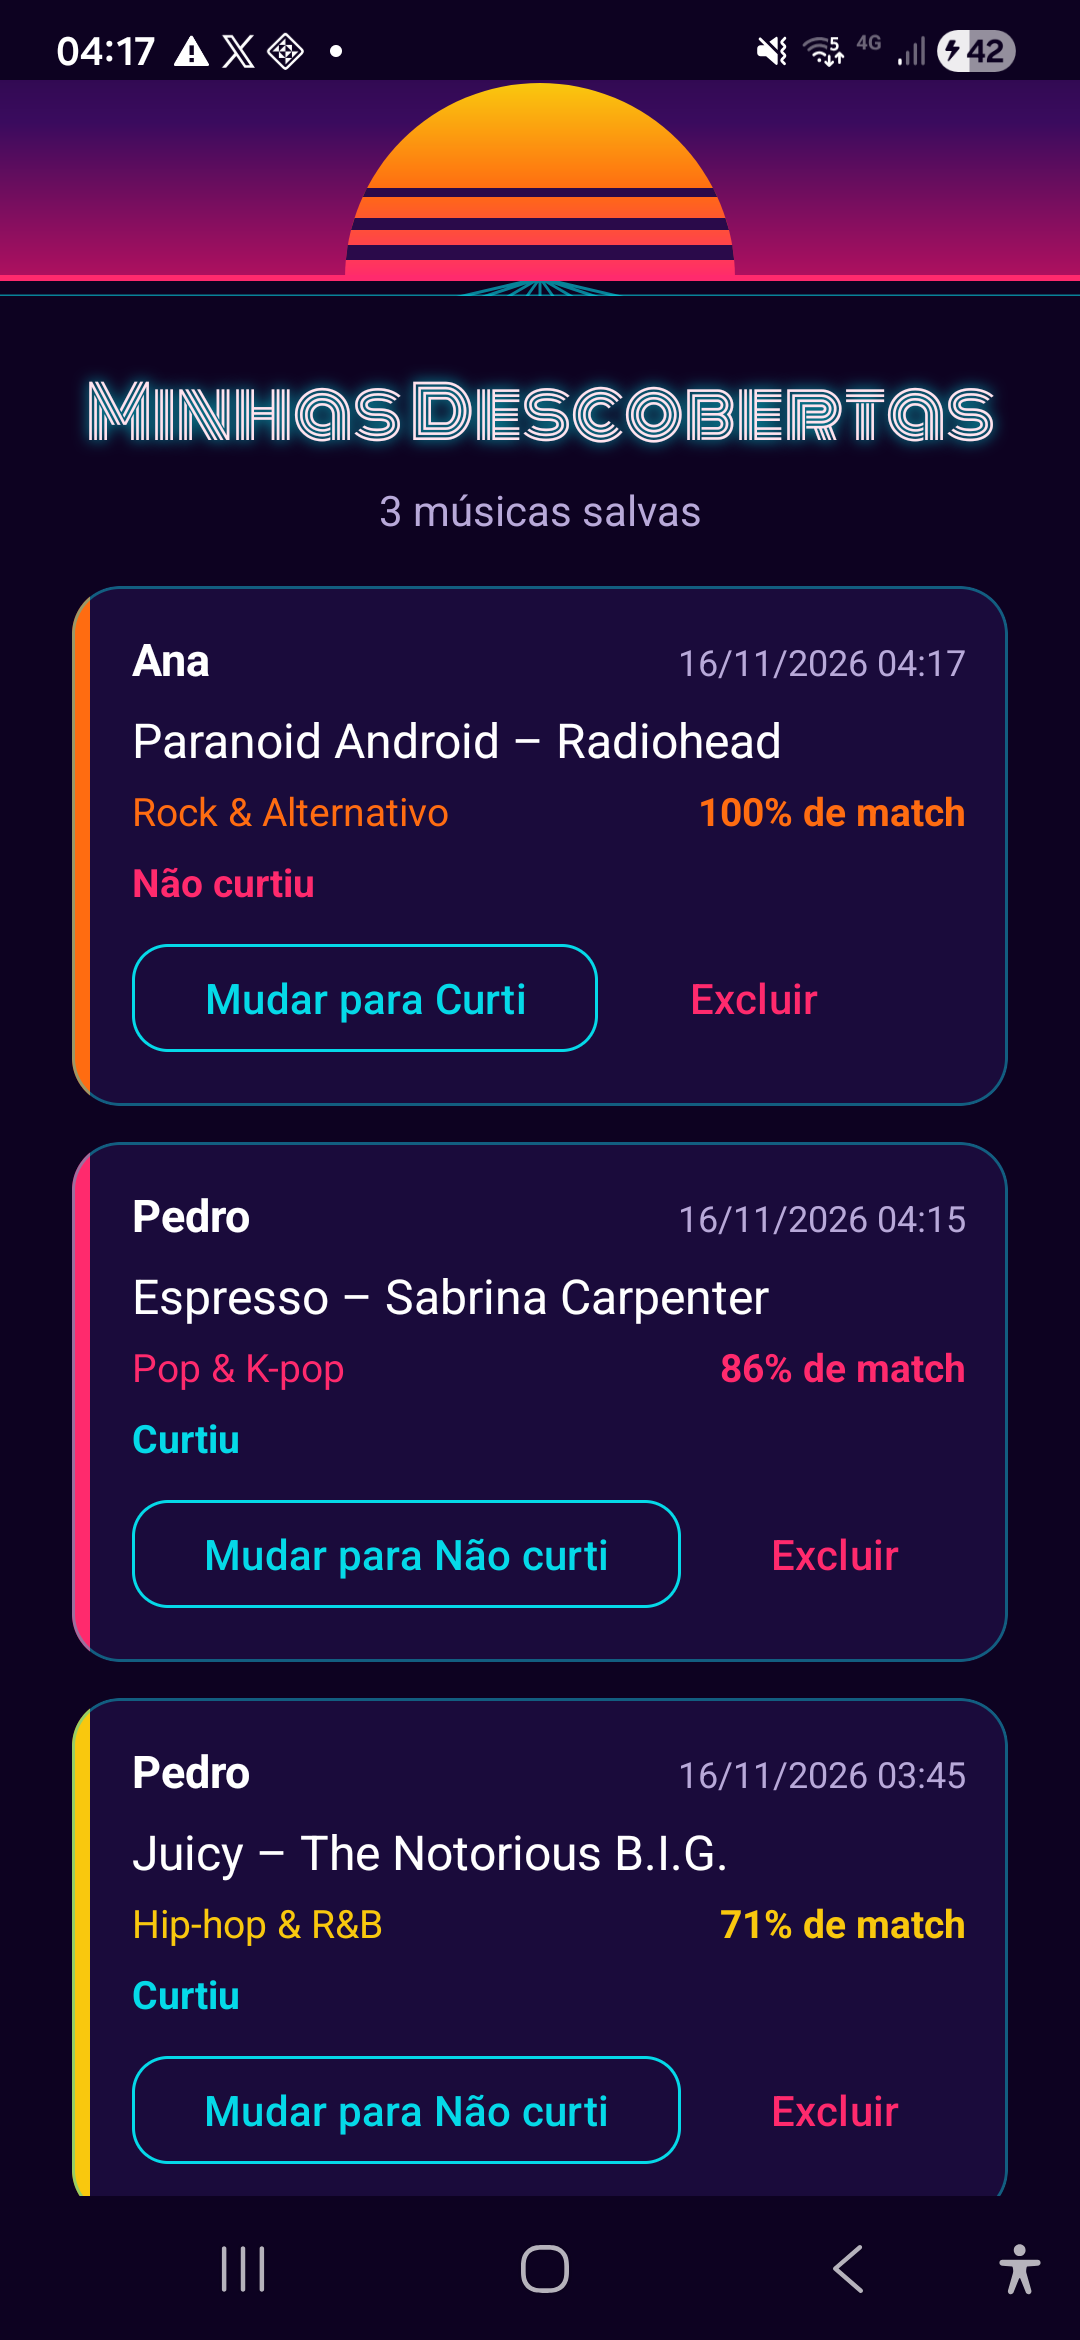 04:17
5 4G 42
Minhas Descobertas
3 músicas salvas
Ana 16/11/2026 04:17
Paranoid Android – Radiohead
Rock & Alternativo 100% de match
Não curtiu
Mudar para Curti Excluir
Pedro 16/11/2026 04:15
Espresso – Sabrina Carpenter
Pop & K-pop 86% de match
Curtiu
Mudar para Não curti Excluir
Pedro 16/11/2026 03:45
Juicy – The Notorious B.I.G.
Hip-hop & R&B 71% de match
Curtiu
Mudar para Não curti Excluir